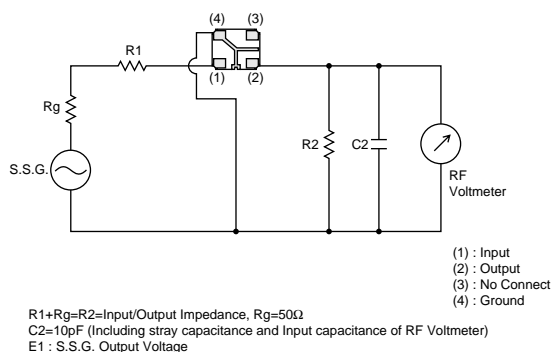 (4) (3)
R1
(1) (2)
Rg
S.S.G.
R2 C2
RF
Voltmeter
(1) : Input
(2) : Output
(3) : No Connect
(4) : Ground
R1+Rg=R2=Input/Output Impedance, Rg=50Ω
C2=10pF (Including stray capacitance and Input capacitance of RF Voltmeter)
E1 : S.S.G. Output Voltage